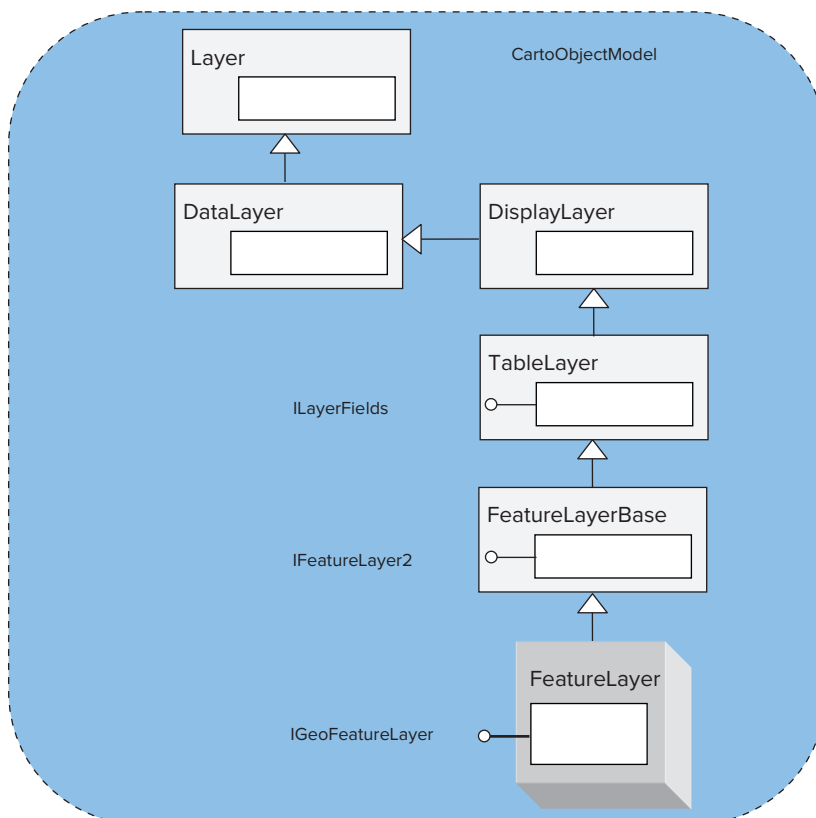 Layer
CartoObjectModel
DataLayer
DisplayLayer
TableLayer
ILayerFields
FeatureLayerBase
IFeatureLayer2
FeatureLayer
IGeoFeatureLayer